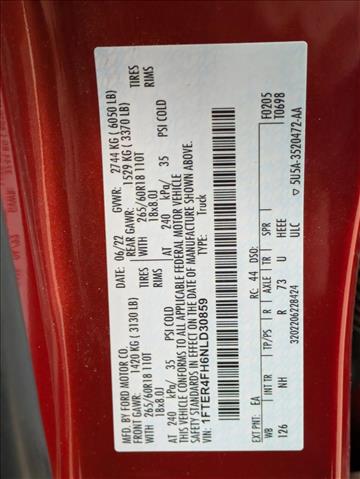 MFD. BY FORD MOTOR CO.
06/22 GVWR: 2744 KG ( 6050 LB)
FRONT GAWR: 1420 KG ( 3130 LB)
REAR GAWR: 1529 KG ( 3370 LB)
WITH 265/60R18 110T TIRES
18x8.0J RIMS
AT 240 kPa/ 35 PSI COLD
WITH 265/60R18 110T TIRES
18x8.0J RIMS
AT 240 kPa/ 35 PSI COLD
THIS VEHICLE CONFORMS TO ALL APPLICABLE FEDERAL MOTOR VEHICLE
SAFETY STANDARDS IN EFFECT ON THE DATE OF MANUFACTURE SHOWN ABOVE.
VIN: 1FTER4FH6NLD30859
TYPE: Truck
F0205
T0698
EXT PNT: EA RC: 44 DSO:
WB INT TR TP/PS R AXLE TR SPR
126 NH R 73 U HEEE
ULC
3202206228424
▽ 5U5A-3520472-AA